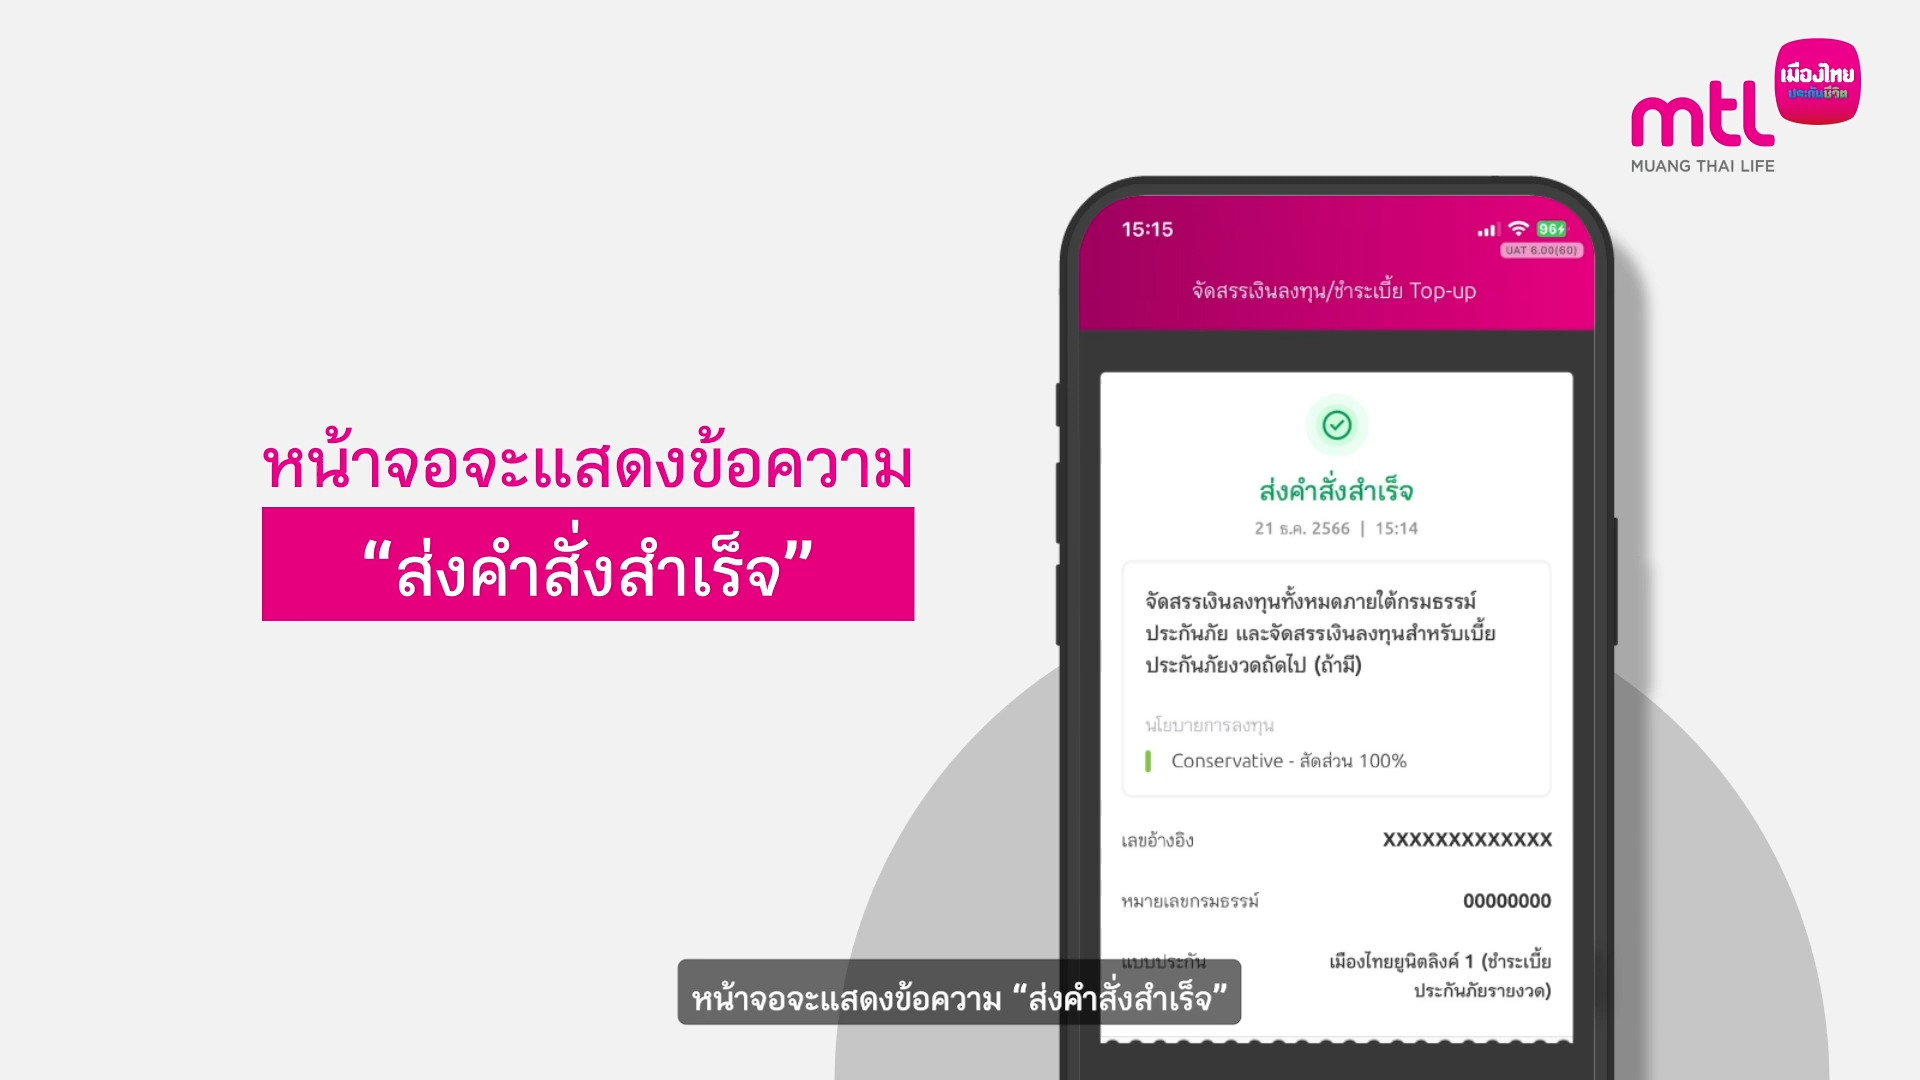 mtl
เมืองไทย
ประกันชีวิต
MUANG THAI LIFE
หน้าจอจะแสดงข้อความ
“ส่งคำสั่งสำเร็จ”
15:15
96
UAT 6.00(60)
จัดสรรเงินลงทุน/ชำระเบี้ย Top-up
ส่งคำสั่งสำเร็จ
21 ธ.ค. 2566 | 15:14
จัดสรรเงินลงทุนทั้งหมดภายใต้กรมธรรม์
ประกันภัย และจัดสรรเงินลงทุนสำหรับเบี้ย
ประกันภัยงวดถัดไป (ถ้ามี)
นโยบายการลงทุน
Conservative - สัดส่วน 100%
เลขอ้างอิง XXXXXXXXXXXXX
หมายเลขกรมธรรม์ 00000000
แบบประกัน เมืองไทยยูนิตลิงค์ 1 (ชำระเบี้ย
ประกันภัยรายงวด)
หน้าจอจะแสดงข้อความ “ส่งคำสั่งสำเร็จ”